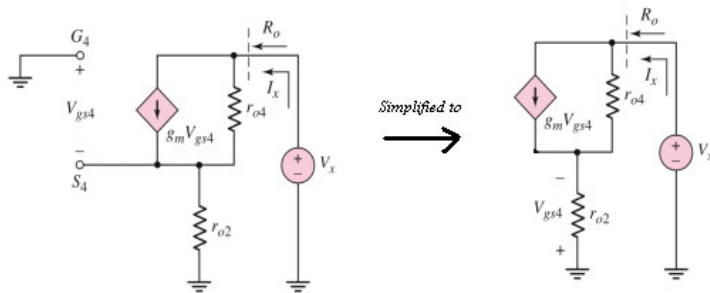 G4
+
Vgs4
−
S4
gmVgs4
ro4
Ro
Ix
+
−
Vx
ro2
Simplified to
gmVgs4
ro4
Ro
Ix
+
−
Vx
−
Vgs4
ro2
+